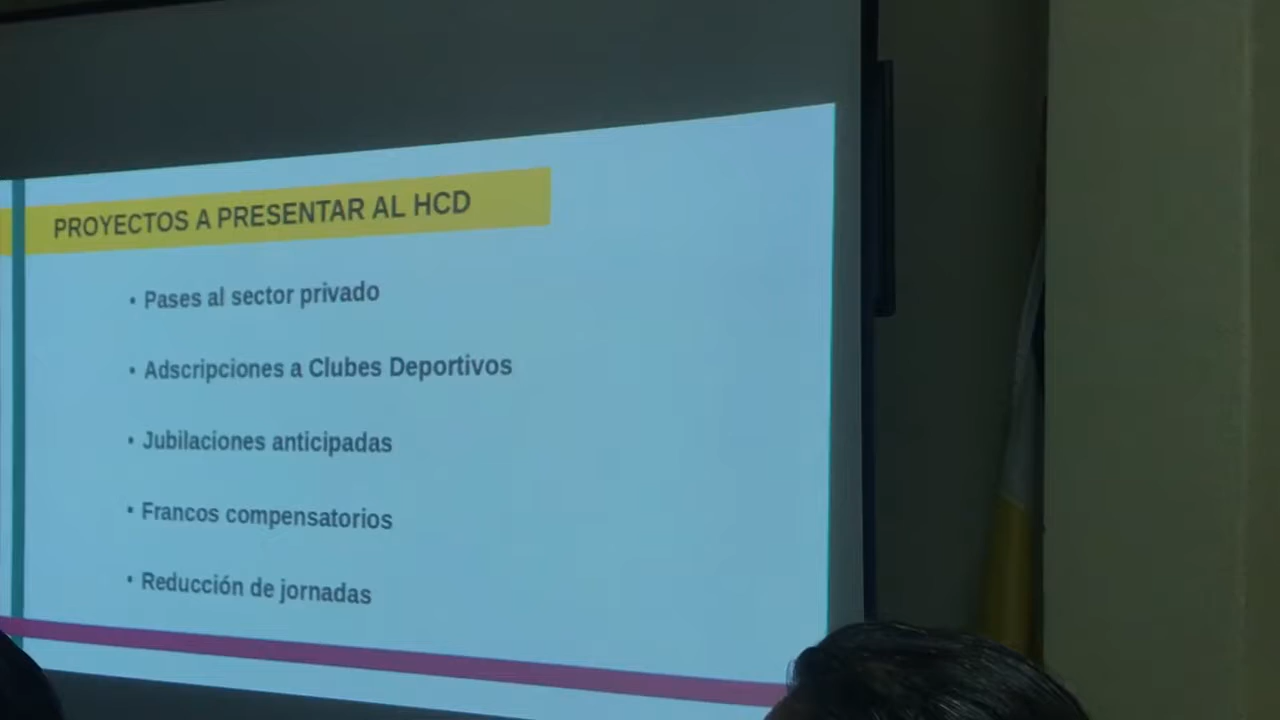 PROYECTOS A PRESENTAR AL HCD
• Pases al sector privado
• Adscripciones a Clubes Deportivos
• Jubilaciones anticipadas
• Francos compensatorios
• Reducción de jornadas